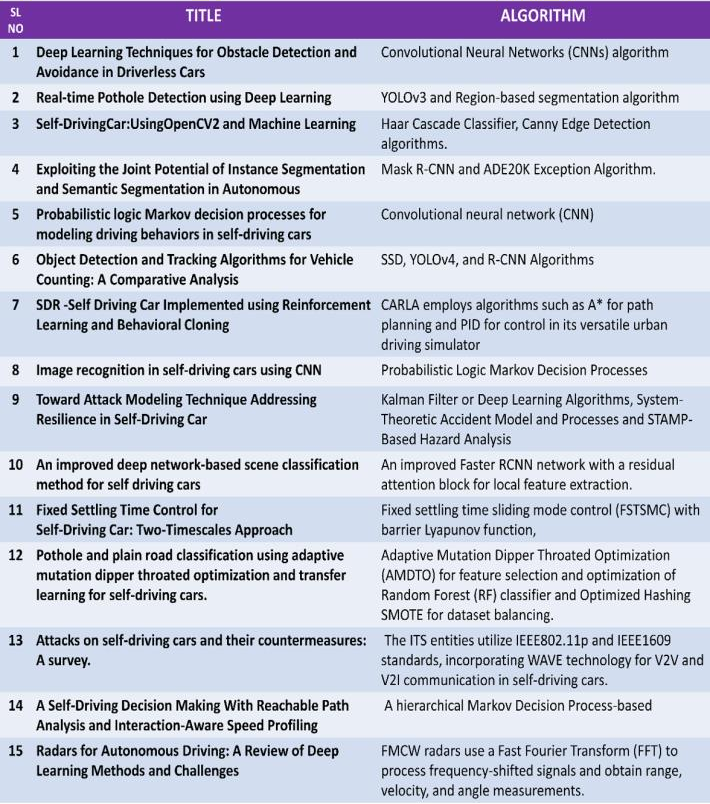 SL
NO
TITLE
ALGORITHM
1
Deep Learning Techniques for Obstacle Detection and
Avoidance in Driverless Cars
Convolutional Neural Networks (CNNs) algorithm
2
Real-time Pothole Detection using Deep Learning
YOLOv3 and Region-based segmentation algorithm
3
Self-DrivingCar:UsingOpenCV2 and Machine Learning
Haar Cascade Classifier, Canny Edge Detection
algorithms.
4
Exploiting the Joint Potential of Instance Segmentation
and Semantic Segmentation in Autonomous
Mask R-CNN and ADE20K Exception Algorithm.
5
Probabilistic logic Markov decision processes for
modeling driving behaviors in self-driving cars
Convolutional neural network (CNN)
6
Object Detection and Tracking Algorithms for Vehicle
Counting: A Comparative Analysis
SSD, YOLOv4, and R-CNN Algorithms
7
SDR -Self Driving Car Implemented using Reinforcement
Learning and Behavioral Cloning
CARLA employs algorithms such as A* for path
planning and PID for control in its versatile urban
driving simulator
8
Image recognition in self-driving cars using CNN
Probabilistic Logic Markov Decision Processes
9
Toward Attack Modeling Technique Addressing
Resilience in Self-Driving Car
Kalman Filter or Deep Learning Algorithms, System-
Theoretic Accident Model and Processes and STAMP-
Based Hazard Analysis
10
An improved deep network-based scene classification
method for self driving cars
An improved Faster RCNN network with a residual
attention block for local feature extraction.
11
Fixed Settling Time Control for
Self-Driving Car: Two-Timescales Approach
Fixed settling time sliding mode control (FSTSMC) with
barrier Lyapunov function,
12
Pothole and plain road classification using adaptive
mutation dipper throated optimization and transfer
learning for self-driving cars.
Adaptive Mutation Dipper Throated Optimization
(AMDTO) for feature selection and optimization of
Random Forest (RF) classifier and Optimized Hashing
SMOTE for dataset balancing.
13
Attacks on self-driving cars and their countermeasures:
A survey.
The ITS entities utilize IEEE802.11p and IEEE1609
standards, incorporating WAVE technology for V2V and
V2I communication in self-driving cars.
14
A Self-Driving Decision Making With Reachable Path
Analysis and Interaction-Aware Speed Profiling
A hierarchical Markov Decision Process-based
15
Radars for Autonomous Driving: A Review of Deep
Learning Methods and Challenges
FMCW radars use a Fast Fourier Transform (FFT) to
process frequency-shifted signals and obtain range,
velocity, and angle measurements.